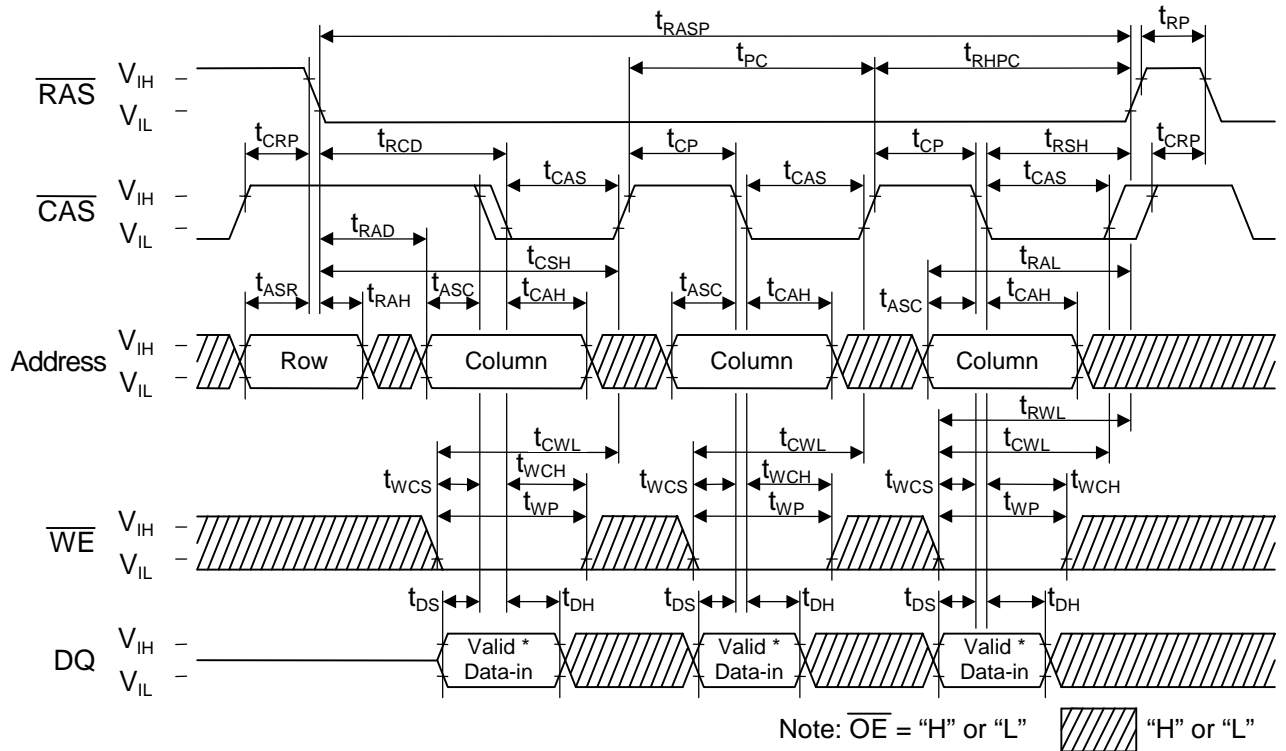 tRASP tRP
tPC tRHPC
RAS VIH
VIL
tCRP tRCD tCP tCP tRSH tCRP
tCAS tCAS tCAS
CAS VIH
VIL
tRAD
tCSH tRAL
tASR tRAH tASC tCAH tASC tCAH tASC tCAH
Address VIH
VIL
Row Column Column Column
tRWL
tCWL tCWL tCWL
tWCS tWCH tWCS tWCH tWCS tWCH
tWP tWP tWP
WE VIH
VIL
tDS tDH tDS tDH tDS tDH
DQ VIH
VIL
Valid * Valid * Valid *
Data-in Data-in Data-in
Note: OE = “H” or “L” “H” or “L”